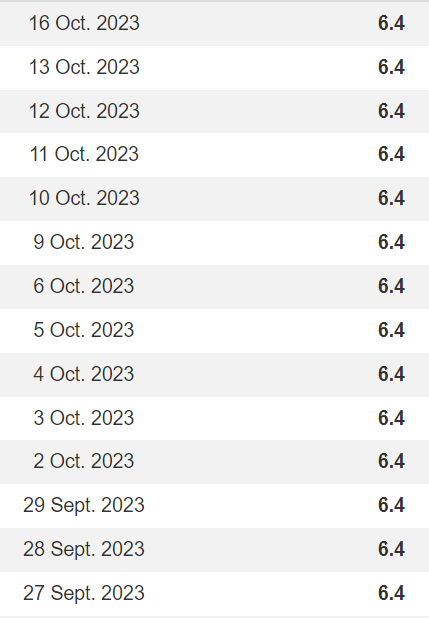 16 Oct. 2023 6.4
13 Oct. 2023 6.4
12 Oct. 2023 6.4
11 Oct. 2023 6.4
10 Oct. 2023 6.4
9 Oct. 2023 6.4
6 Oct. 2023 6.4
5 Oct. 2023 6.4
4 Oct. 2023 6.4
3 Oct. 2023 6.4
2 Oct. 2023 6.4
29 Sept. 2023 6.4
28 Sept. 2023 6.4
27 Sept. 2023 6.4